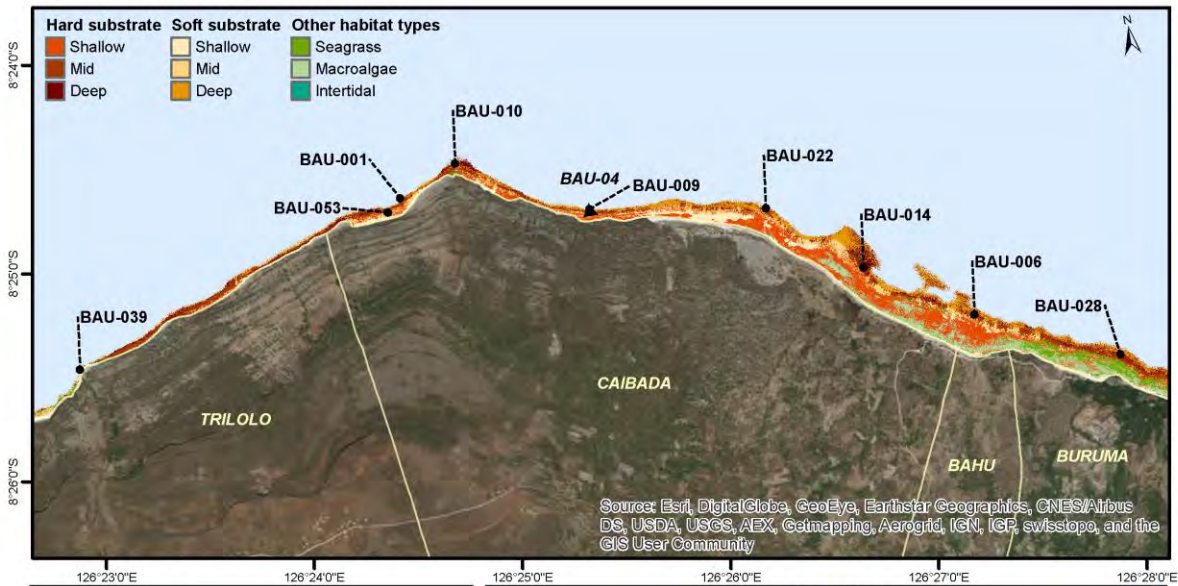 Hard substrate Soft substrate Other habitat types
Shallow Shallow Seagrass
Mid Mid Macroalgae
Deep Deep Intertidal
N
8°24'0"S
BAU-010
BAU-001
BAU-053
BAU-04
BAU-009
BAU-022
BAU-014
8°25'0"S
BAU-006
BAU-028
BAU-039
CAIBADA
TRILOLO
BAHU
BURUMA
8°26'0"S
Source: Esri, DigitalGlobe, GeoEye, Earthstar Geographics, CNES/Airbus
DS, USDA, USGS, AEX, Getmapping, Aerogrid, IGN, IGP, swisstopo, and the
GIS User Community
126°23'0"E 126°24'0"E 126°25'0"E 126°26'0"E 126°27'0"E 126°28'0"E